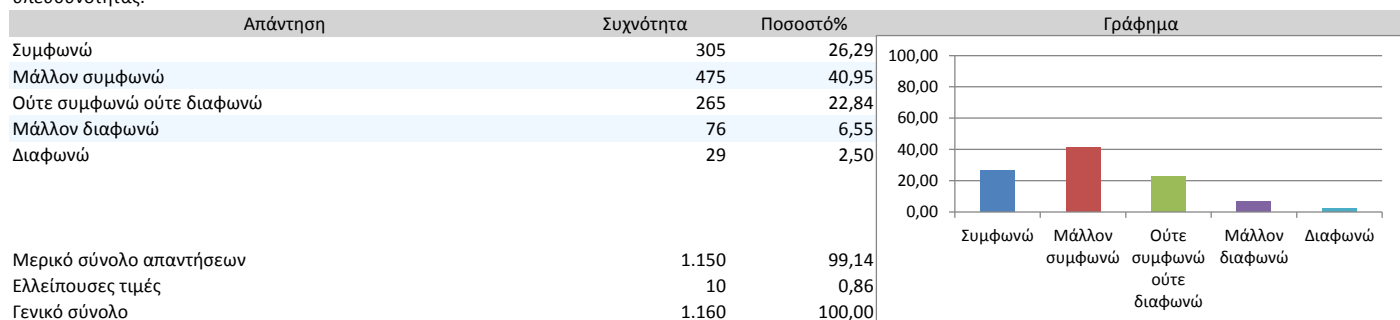 Απάντηση Συχνότητα Ποσοστό% Γράφημα
Συμφωνώ 305 26,29
Μάλλον συμφωνώ 475 40,95
Ούτε συμφωνώ ούτε διαφωνώ 265 22,84
Μάλλον διαφωνώ 76 6,55
Διαφωνώ 29 2,50
Μερικό σύνολο απαντήσεων 1.150 99,14
Ελλείπουσες τιμές 10 0,86
Γενικό σύνολο 1.160 100,00
100,00
80,00
60,00
40,00
20,00
0,00
Συμφωνώ Μάλλον Ούτε Μάλλον Διαφωνώ
συμφωνώ συμφωνώ διαφωνώ
ούτε
διαφωνώ